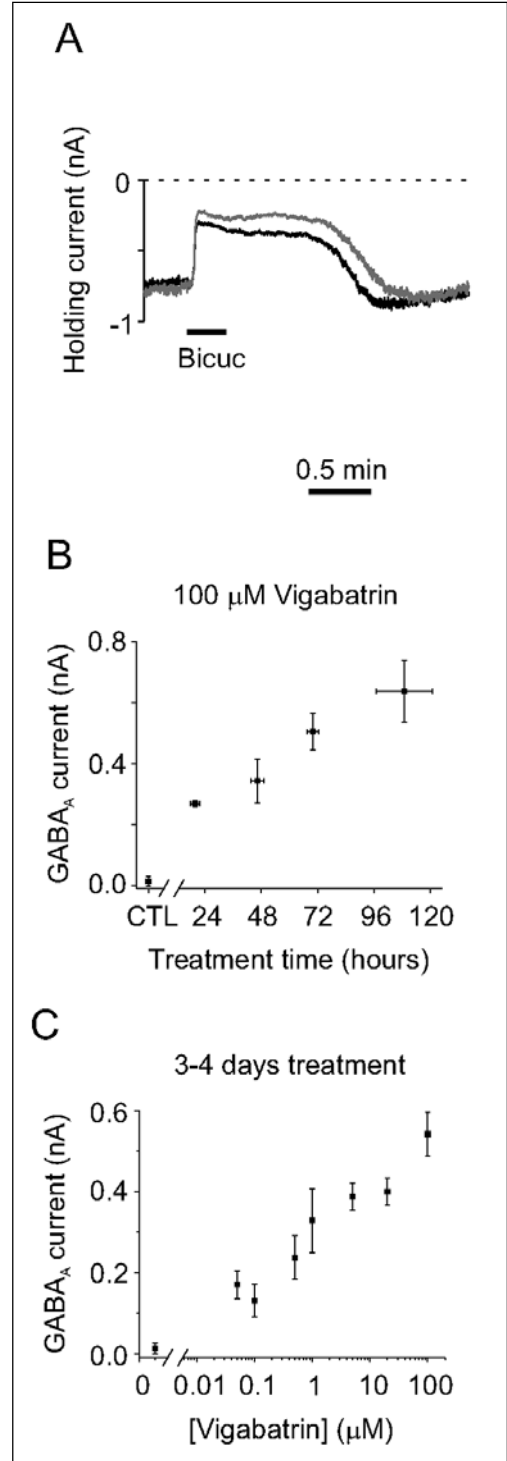 A
Holding current (nA)
0
-1
Bicuc
0.5 min
B
100 μM Vigabatrin
GABA_A current (nA)
0.8
0.4
0.0
CTL 24 48 72 96 120
Treatment time (hours)
C
3-4 days treatment
GABA_A current (nA)
0.6
0.4
0.2
0.0
0 0.01 0.1 1 10 100
[Vigabatrin] (μM)